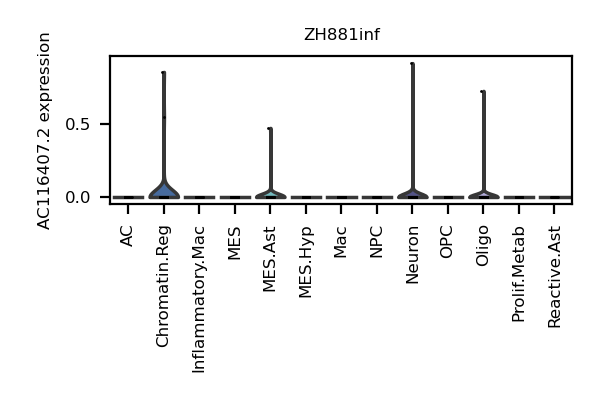 ZH881inf
AC116407.2 expression
0.5
0.0
AC
Chromatin.Reg
Inflammatory.Mac
MES
MES.Ast
MES.Hyp
Mac
NPC
Neuron
OPC
Oligo
Prolif.Metab
Reactive.Ast